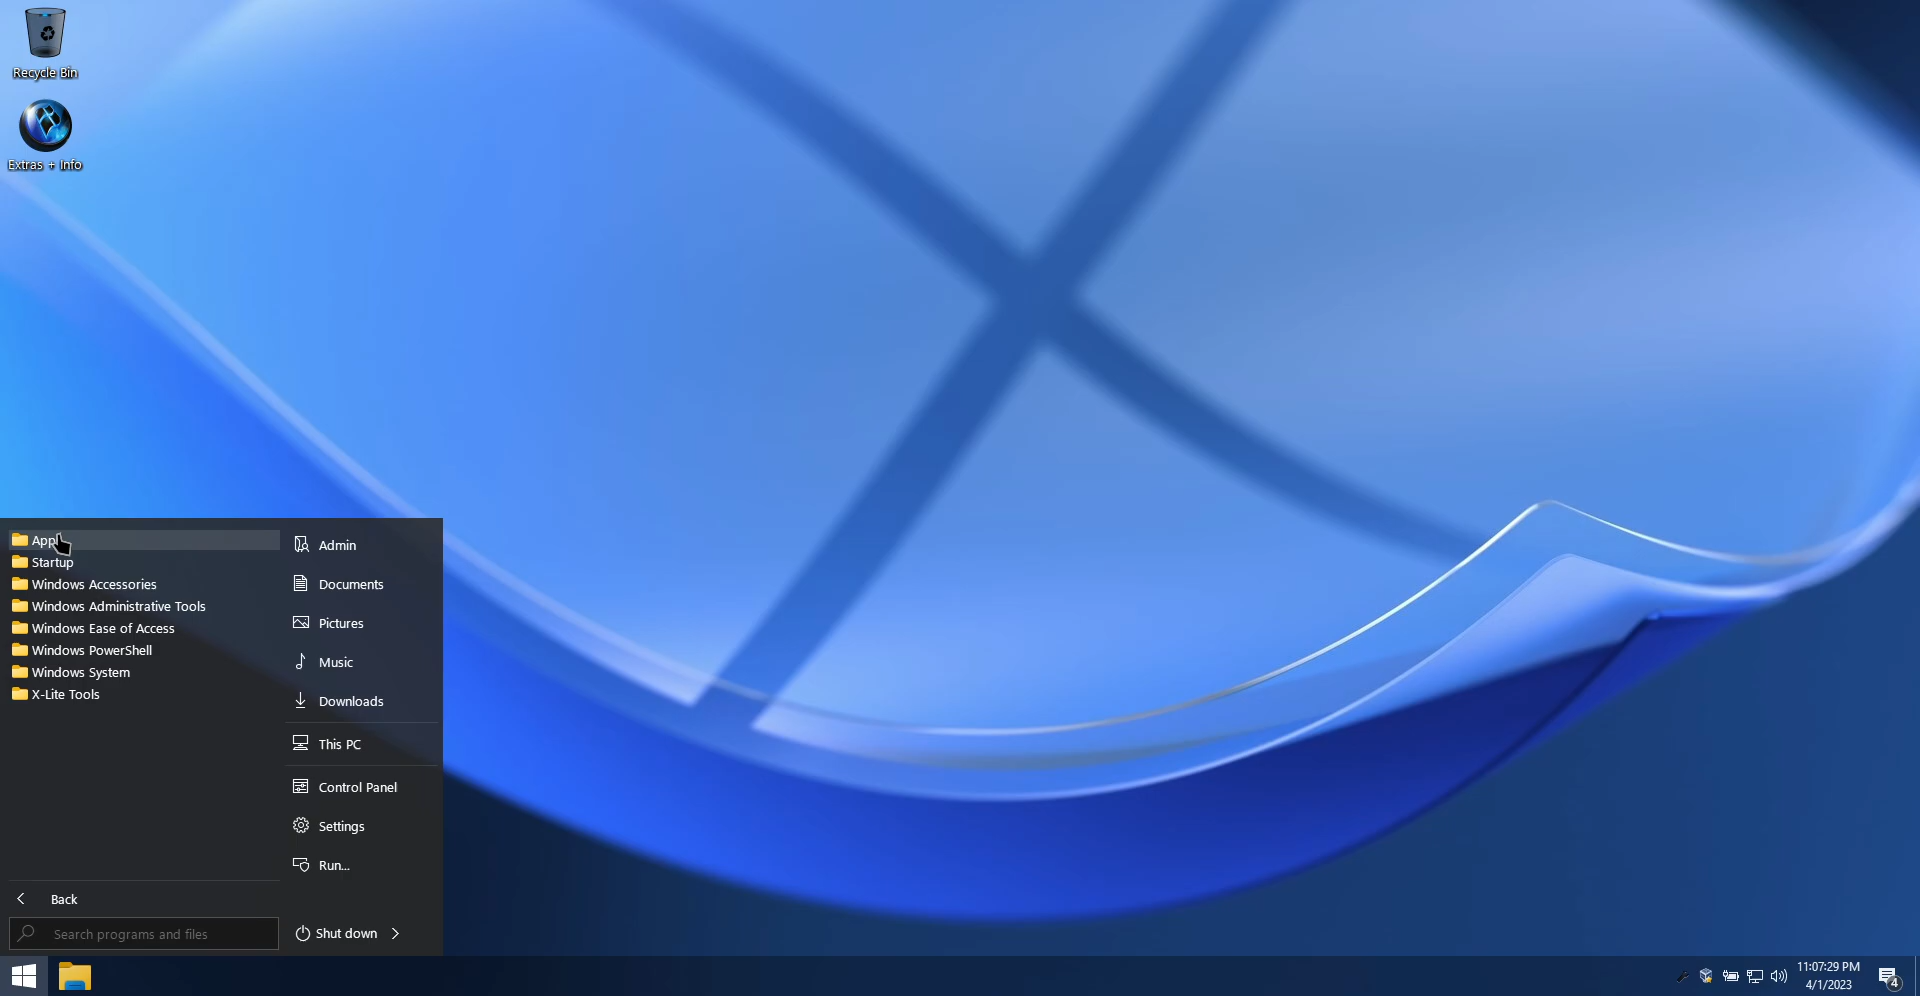 Recycle Bin
Extras + Info
Startup
Windows Accessories
Windows Administrative Tools
Windows Ease of Access
Windows PowerShell
Windows System
X-Lite Tools
Back
Search programs and files
Admin
Documents
Pictures
Music
Downloads
This PC
Control Panel
Settings
Run...
Shut down
11:07:29 PM
4/1/2023
4